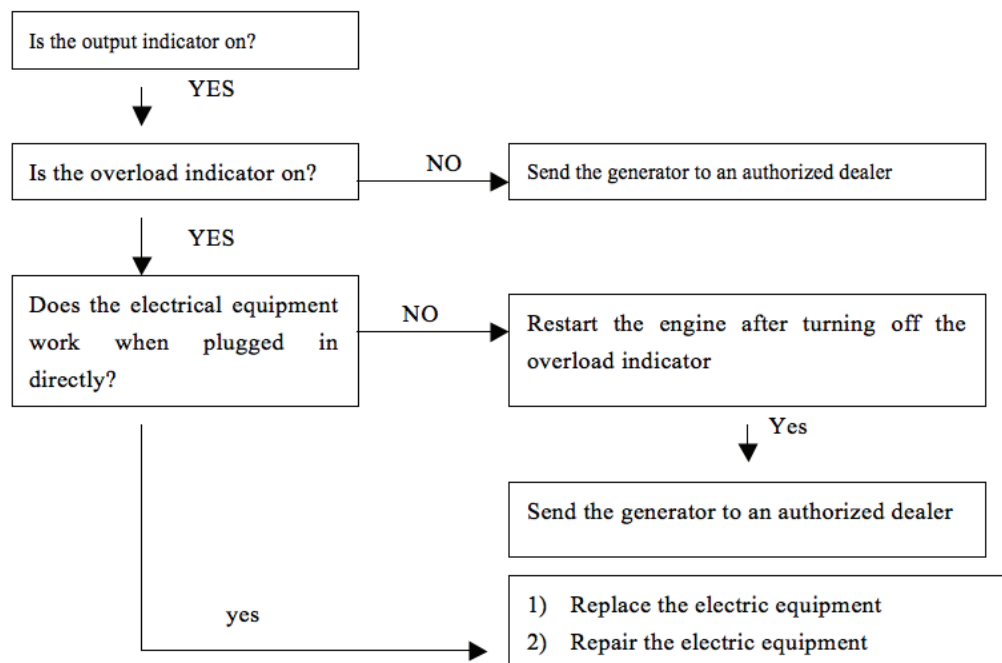 Is the output indicator on?
YES
Is the overload indicator on?
NO
Send the generator to an authorized dealer
YES
Does the electrical equipment
work when plugged in
directly?
NO
Restart the engine after turning off the
overload indicator
Yes
Send the generator to an authorized dealer
yes
1) Replace the electric equipment
2) Repair the electric equipment